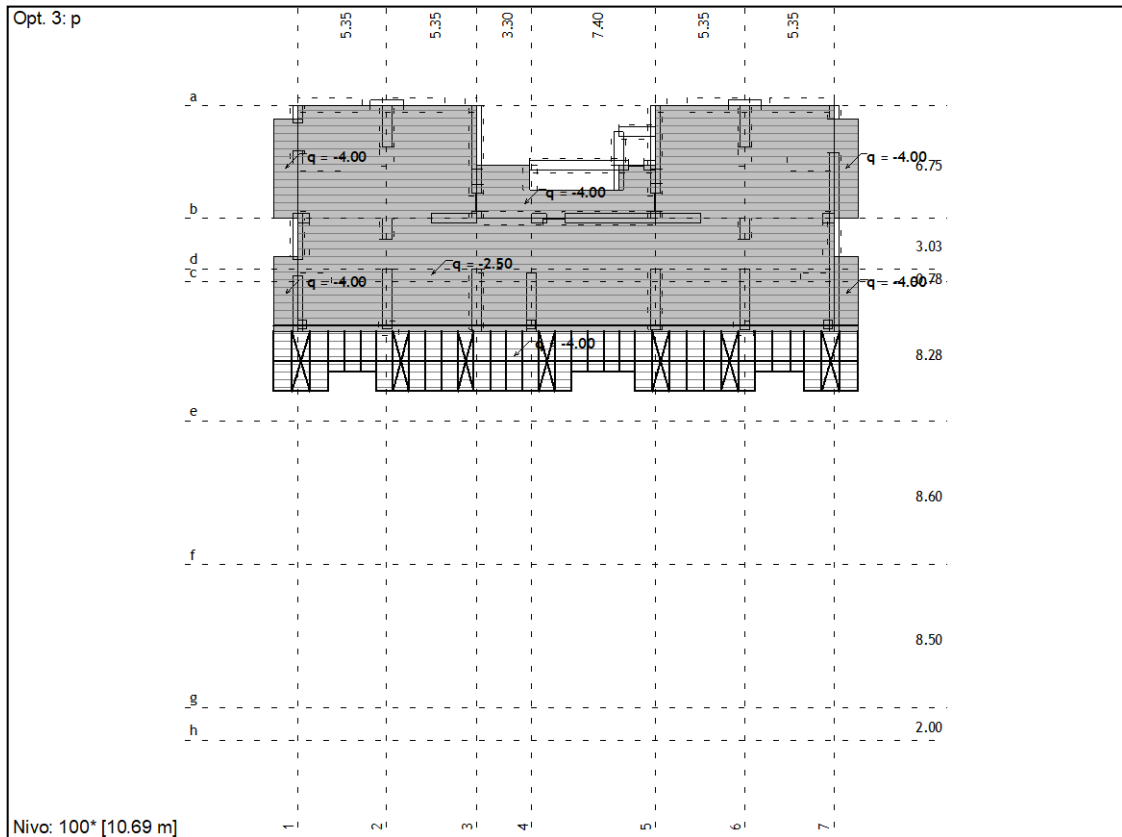 Opt. 3: p
5.35
5.35
3.30
7.40
5.35
5.35
a
q = -4.00
q = -4.00
6.75
q = -4.00
b
3.03
d
q = -2.50
c
q = -4.00
q = -4.00
0.78
q = -4.00
8.28
e
8.60
f
8.50
g
h
2.00
Nivo: 100* [10.69 m]
1
2
3
4
5
6
7